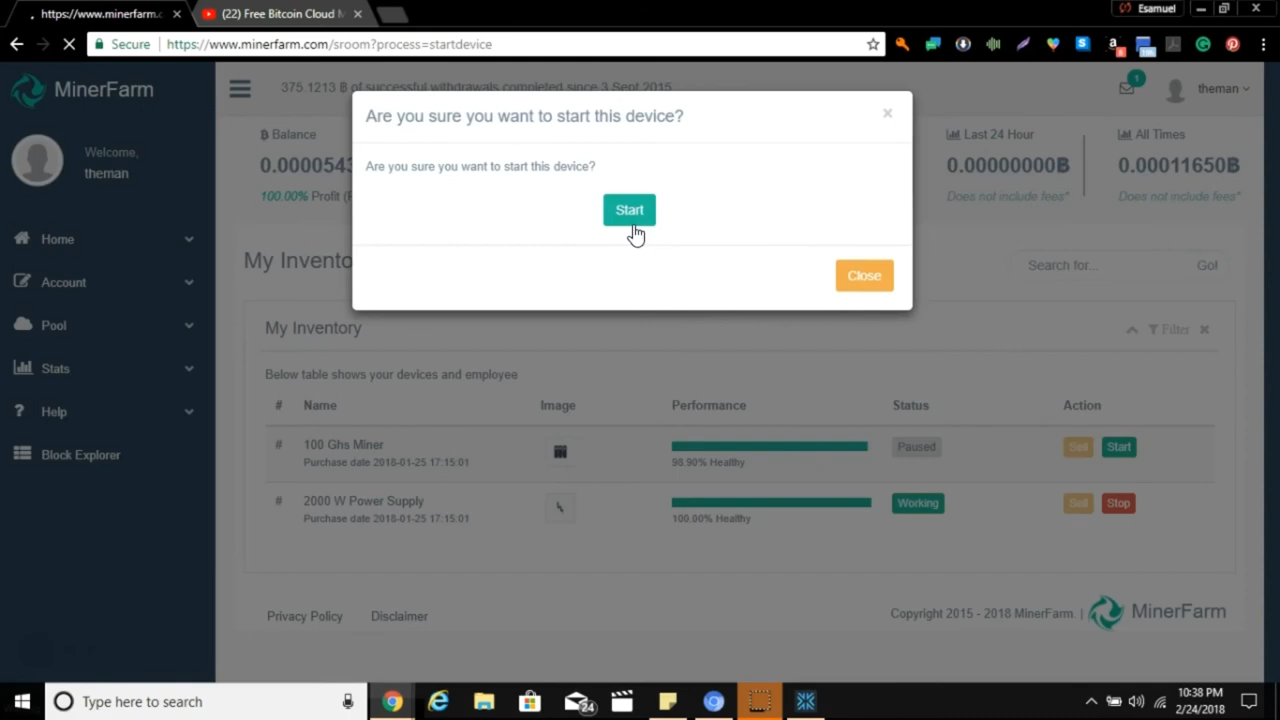 https://www.minerfarm.c
(22) Free Bitcoin Cloud M
Esamuel
Secure
https://www.minerfarm.com/sroom?process=startdevice
MinerFarm
375.1213 ฿ of successful withdrawals completed since 3 Sept 2015
1
theman
Welcome,
theman
Home
Account
Pool
Stats
Help
Block Explorer
Balance
0.0000543
100.00% Profit (
Last 24 Hour
0.00000000฿
Does not include fees*
All Times
0.00011650฿
Does not include fees*
Are you sure you want to start this device?
×
Are you sure you want to start this device?
Start
Close
My Invento
Search for...
Go!
My Inventory
Filter
Below table shows your devices and employee
# Name Image Performance Status Action
# 100 Ghs Miner Paused Sell Start
Purchase date 2018-01-25 17:15:01 98.90% Healthy
# 2000 W Power Supply Working Sell Stop
Purchase date 2018-01-25 17:15:01 100.00% Healthy
Privacy Policy Disclaimer
Copyright 2015 - 2018 MinerFarm. |
MinerFarm
Type here to search
24
10:38 PM
2/24/2018